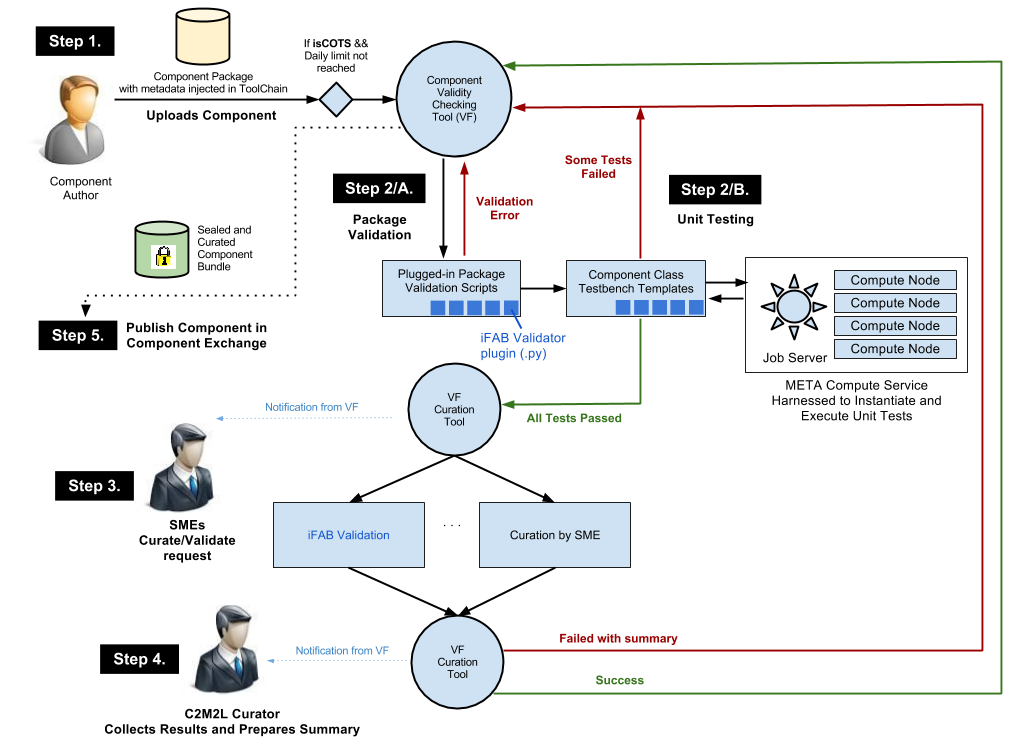 Step 1.
Component Package
with metadata injected in ToolChain
Uploads Component
Component
Author
If isCOTS &&
Daily limit not
reached
Component
Validity
Checking
Tool (VF)
Step 2/A.
Package
Validation
Validation
Error
Some Tests
Failed
Step 2/B.
Unit Testing
Sealed and
Curated
Component
Bundle
Step 5.
Publish Component in
Component Exchange
Plugged-in Package
Validation Scripts
iFAB Validator
plugin (.py)
Component Class
Testbench Templates
Job Server
Compute Node
Compute Node
Compute Node
Compute Node
META Compute Service
Harnessed to Instantiate and
Execute Unit Tests
Notification from VF
VF
Curation
Tool
All Tests Passed
Step 3.
SMEs
Curate/Validate
request
iFAB Validation
. . .
Curation by SME
Step 4.
Notification from VF
VF
Curation
Tool
Failed with summary
Success
C2M2L Curator
Collects Results and Prepares Summary